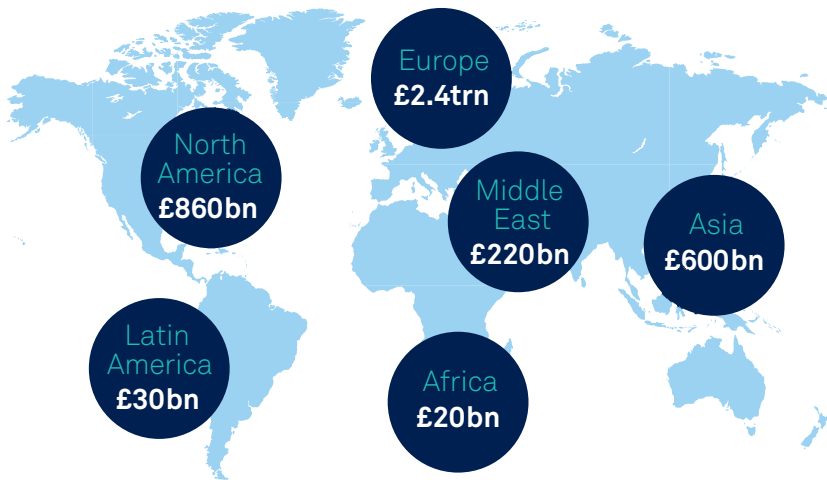 Europe
£2.4trn
North
America
£860bn
Middle
East
£220bn
Asia
£600bn
Latin
America
£30bn
Africa
£20bn